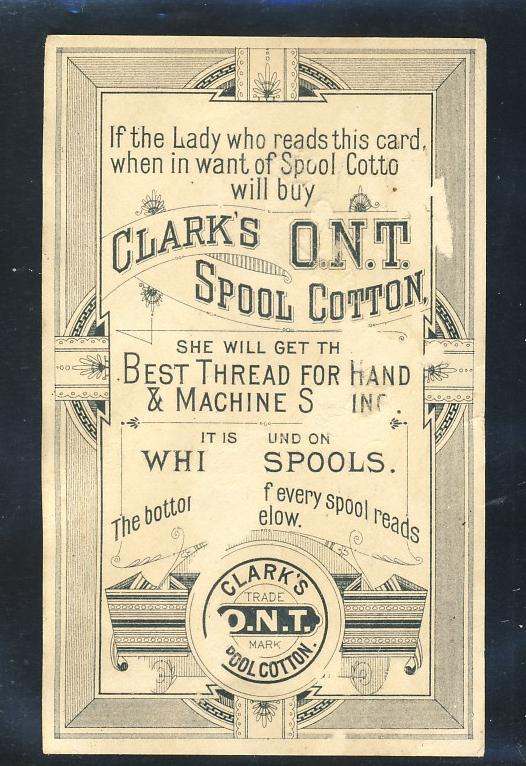 If the Lady who reads this card,
when in want of Spool Cotto
will buy
CLARK'S O.N.T.
SPOOL COTTON,
SHE WILL GET TH
BEST THREAD FOR HAND
& MACHINE S ING.
IT IS UND ON
WHI SPOOLS.
The bottor f every spool reads
elow.
CLARK'S
TRADE
O.N.T.
MARK
POOL COTTON.